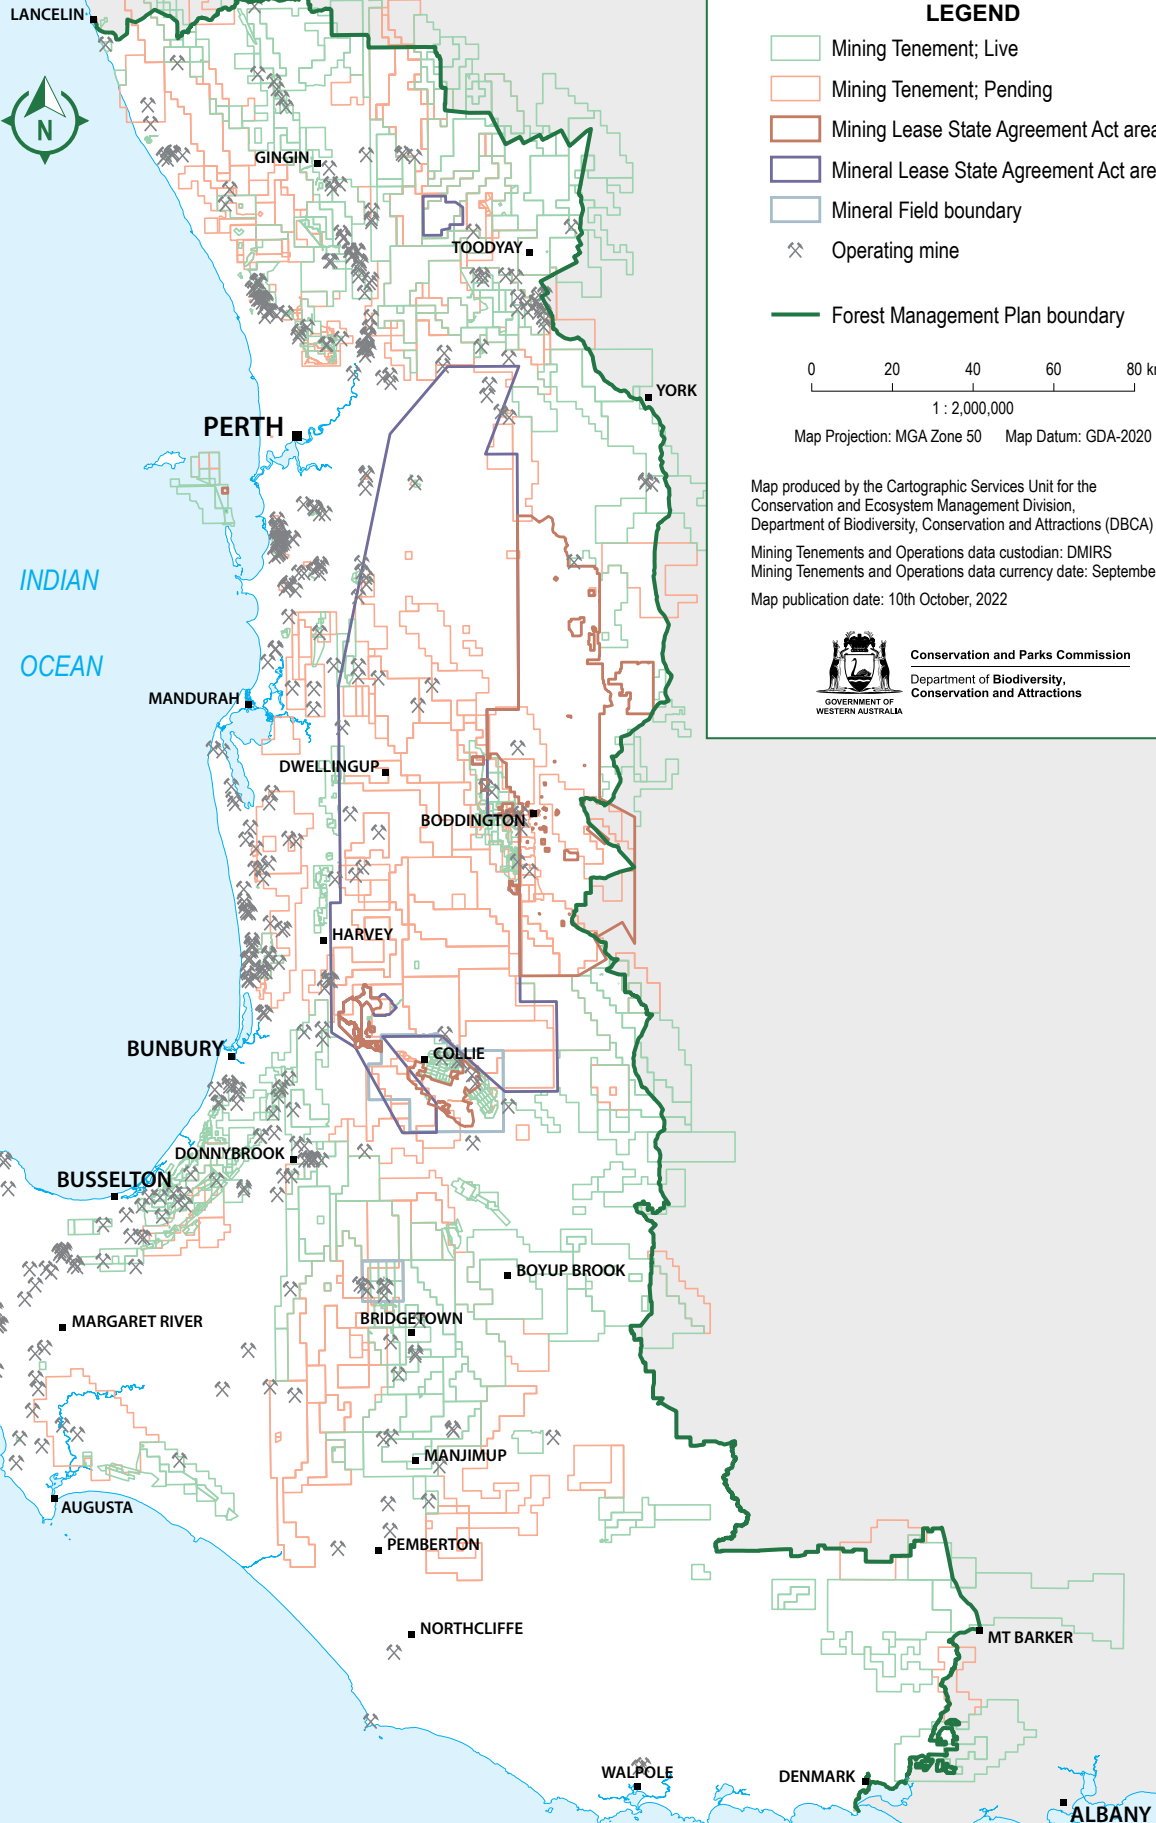 LEGEND
Mining Tenement; Live
Mining Tenement; Pending
Mining Lease State Agreement Act area
Mineral Lease State Agreement Act are
Mineral Field boundary
Operating mine
Forest Management Plan boundary
0 20 40 60 80 k
1 : 2,000,000
Map Projection: MGA Zone 50 Map Datum: GDA-2020
Map produced by the Cartographic Services Unit for the
Conservation and Ecosystem Management Division,
Department of Biodiversity, Conservation and Attractions (DBCA)
Mining Tenements and Operations data custodian: DMIRS
Mining Tenements and Operations data currency date: Septembe
Map publication date: 10th October, 2022
GOVERNMENT OF
WESTERN AUSTRALIA
Conservation and Parks Commission
Department of Biodiversity,
Conservation and Attractions
LANCELIN
N
GINGIN
TOODYAY
YORK
PERTH
INDIAN
OCEAN
MANDURAH
DWELLINGUP
BODDINGTON
HARVEY
BUNBURY
COLLIE
DONNYBROOK
BUSSELTON
BOYUP BROOK
MARGARET RIVER
BRIDGETOWN
MANJIMUP
AUGUSTA
PEMBERTON
NORTHCLIFFE
MT BARKER
WALPOLE
DENMARK
ALBANY